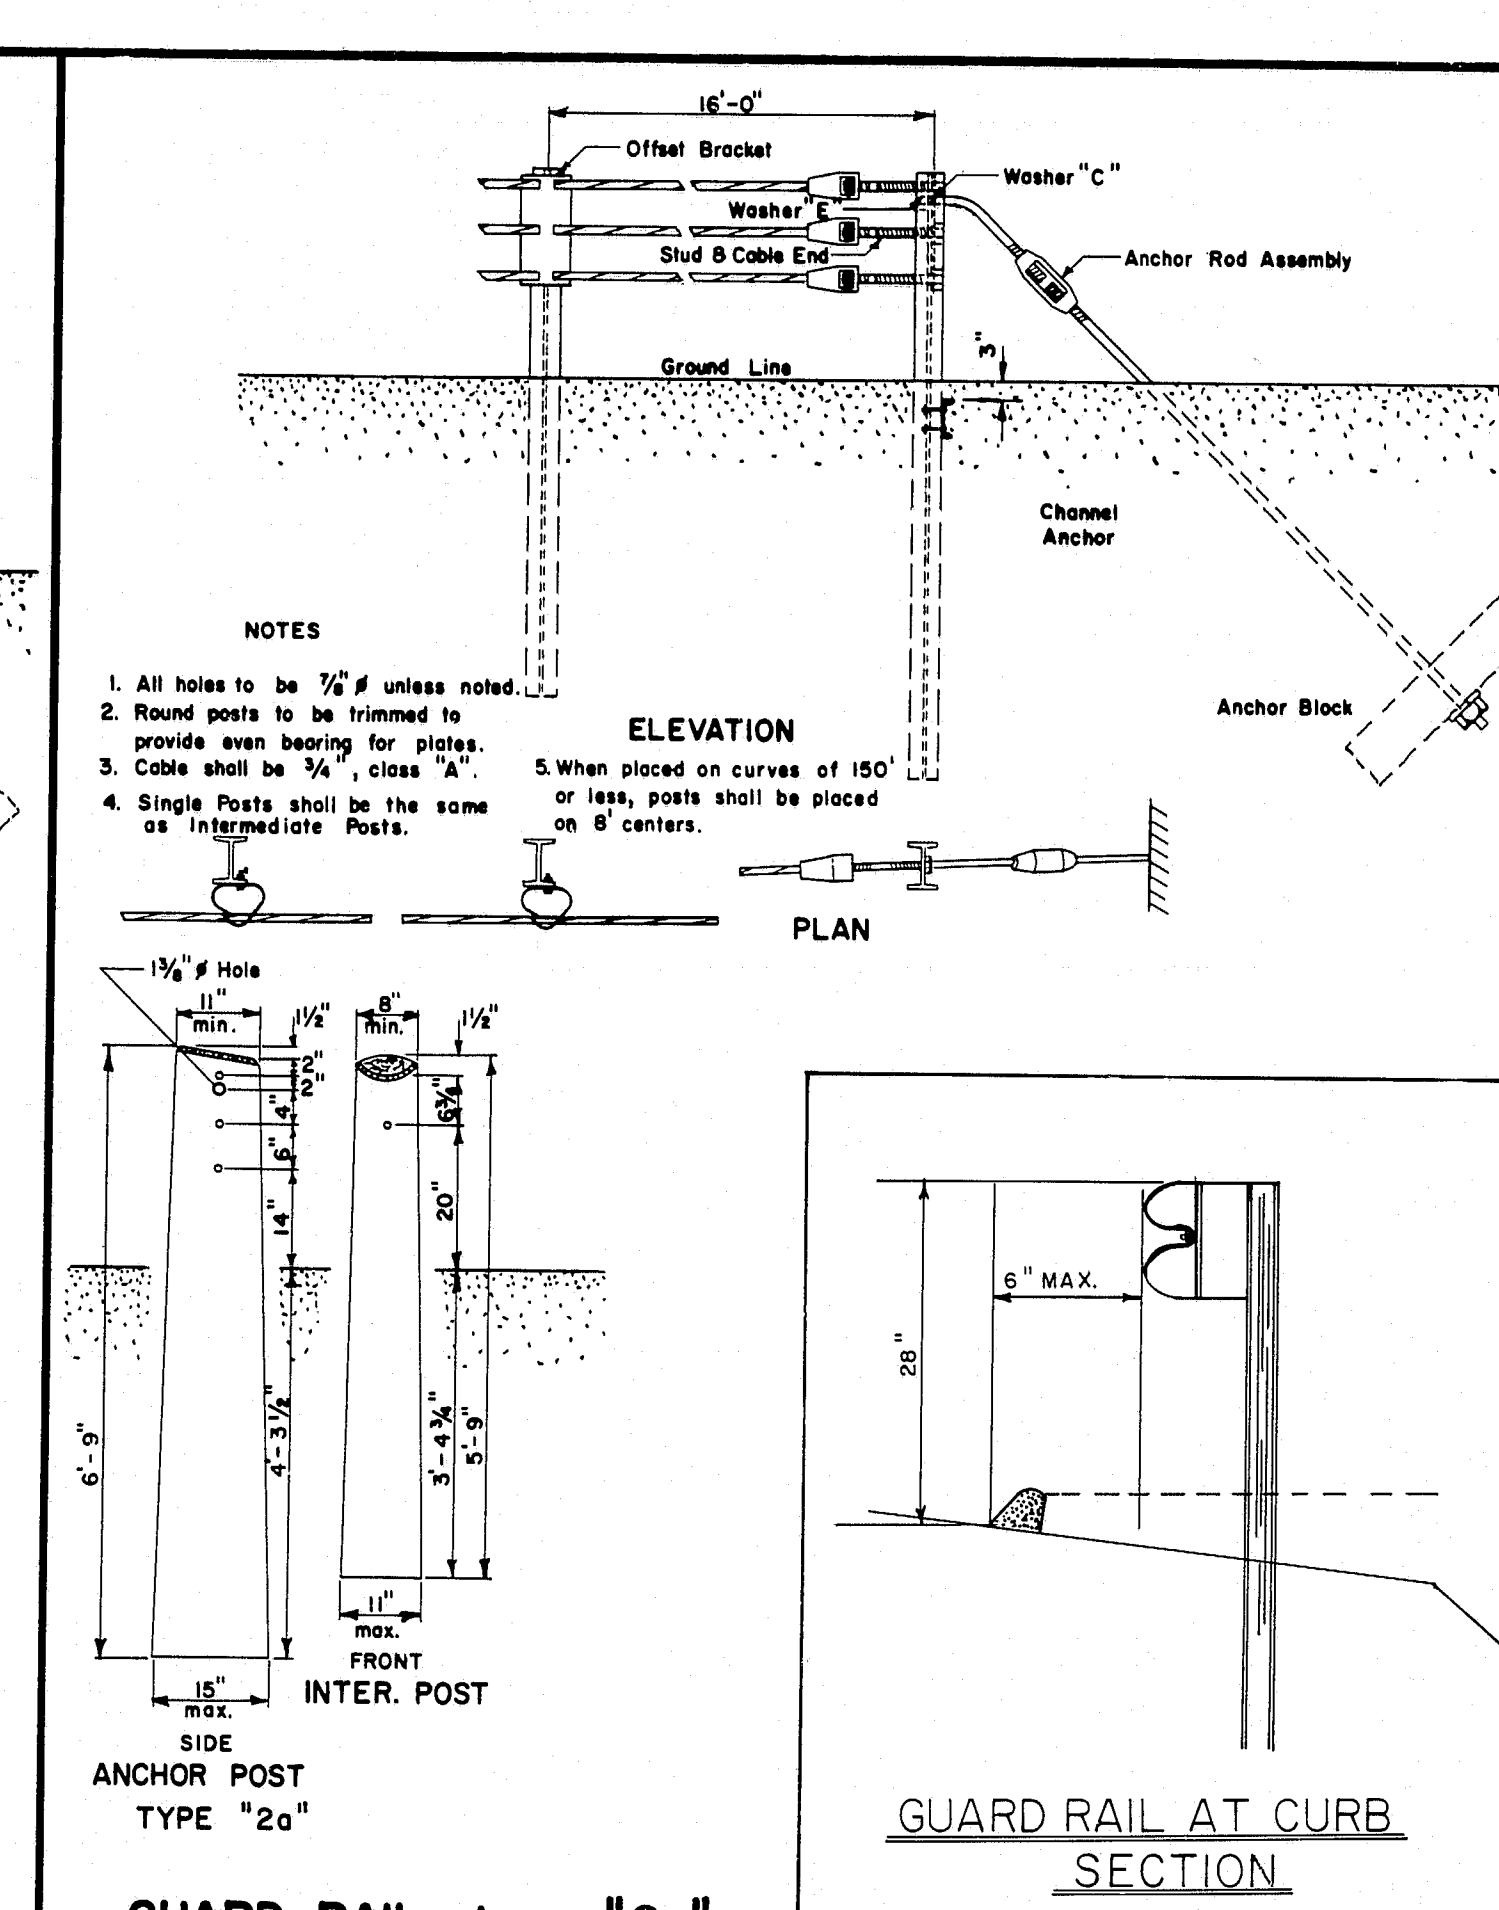 16'-0"
Offset Bracket
Washer "C"
Washer "E"
Stud 8 Cable End
Anchor Rod Assembly
3"
Ground Line
Channel
Anchor
Anchor Block
NOTES
1. All holes to be 7/8" ø unless noted.
2. Round posts to be trimmed to
provide even bearing for plates.
3. Cable shall be 3/4", class "A".
4. Single Posts shall be the same
as Intermediate Posts.
ELEVATION
5. When placed on curves of 150'
or less, posts shall be placed
on 8' centers.
PLAN
1 3/8" ø Hole
11"
min.
1 1/2"
2"
2"
4"
6"
14"
6'-9"
4'-3 1/2"
15"
max.
SIDE
ANCHOR POST
TYPE "2a"
8"
min.
1 1/2"
6 3/4"
20"
3'-4 3/4"
5'-9"
11"
max.
FRONT
INTER. POST
6" MAX.
28"
GUARD RAIL AT CURB
SECTION
GUARD RAIL